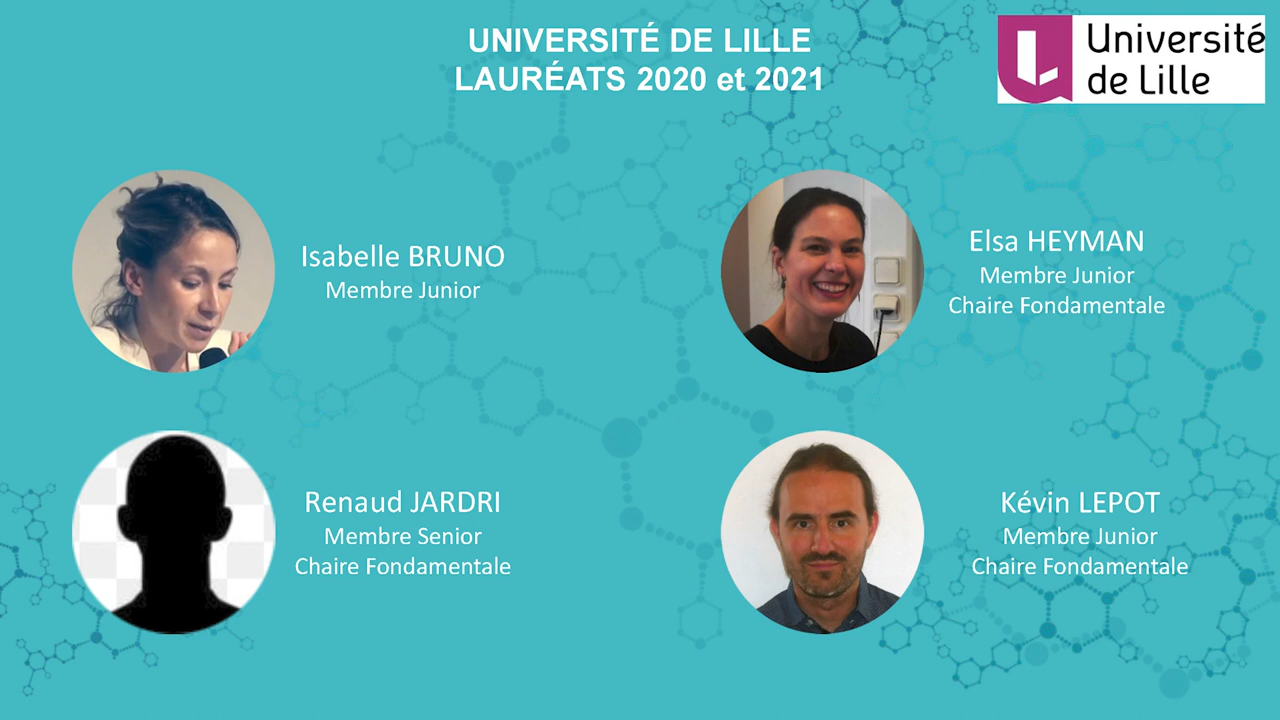 UNIVERSITÉ DE LILLE
LAURÉATS 2020 et 2021
Université
de Lille
Isabelle BRUNO
Membre Junior
Elsa HEYMAN
Membre Junior
Chaire Fondamentale
Renaud JARDRI
Membre Senior
Chaire Fondamentale
Kévin LEPOT
Membre Junior
Chaire Fondamentale